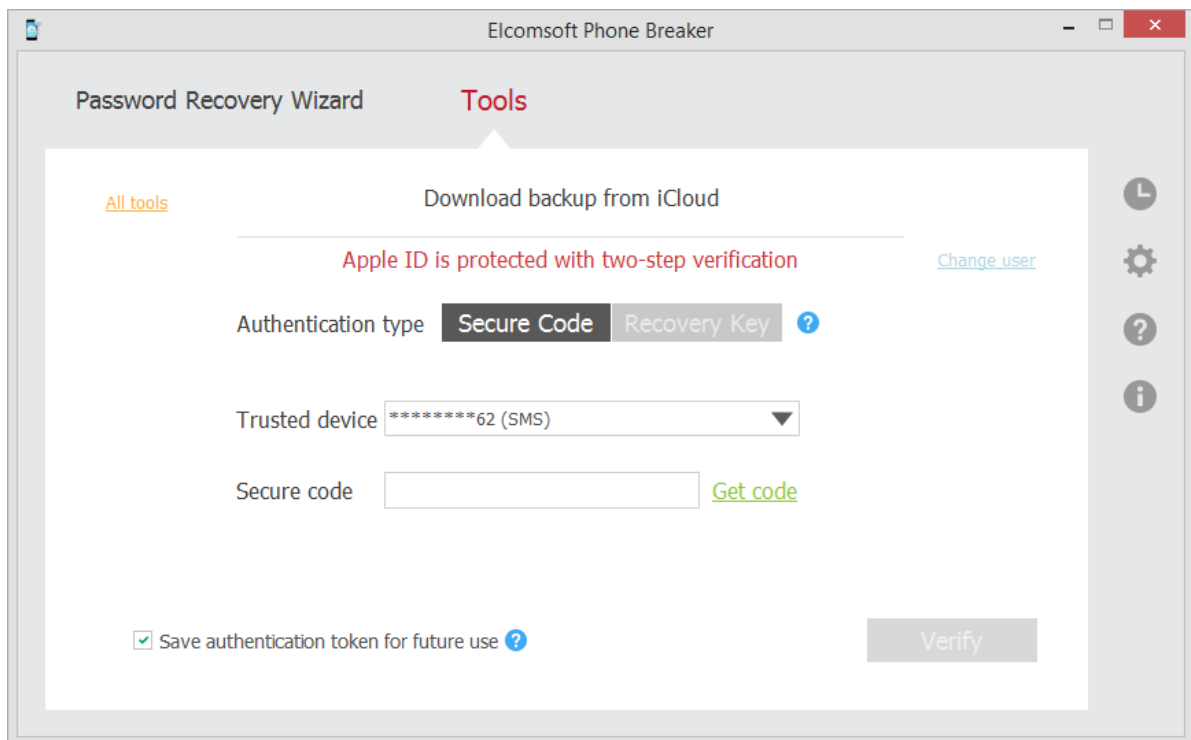 Elcomsoft Phone Breaker
Password Recovery Wizard Tools
All tools
Download backup from iCloud
Apple ID is protected with two-step verification
Change user
Authentication type Secure Code Recovery Key ?
Trusted device ********62 (SMS)
Secure code Get code
Save authentication token for future use ?
Verify